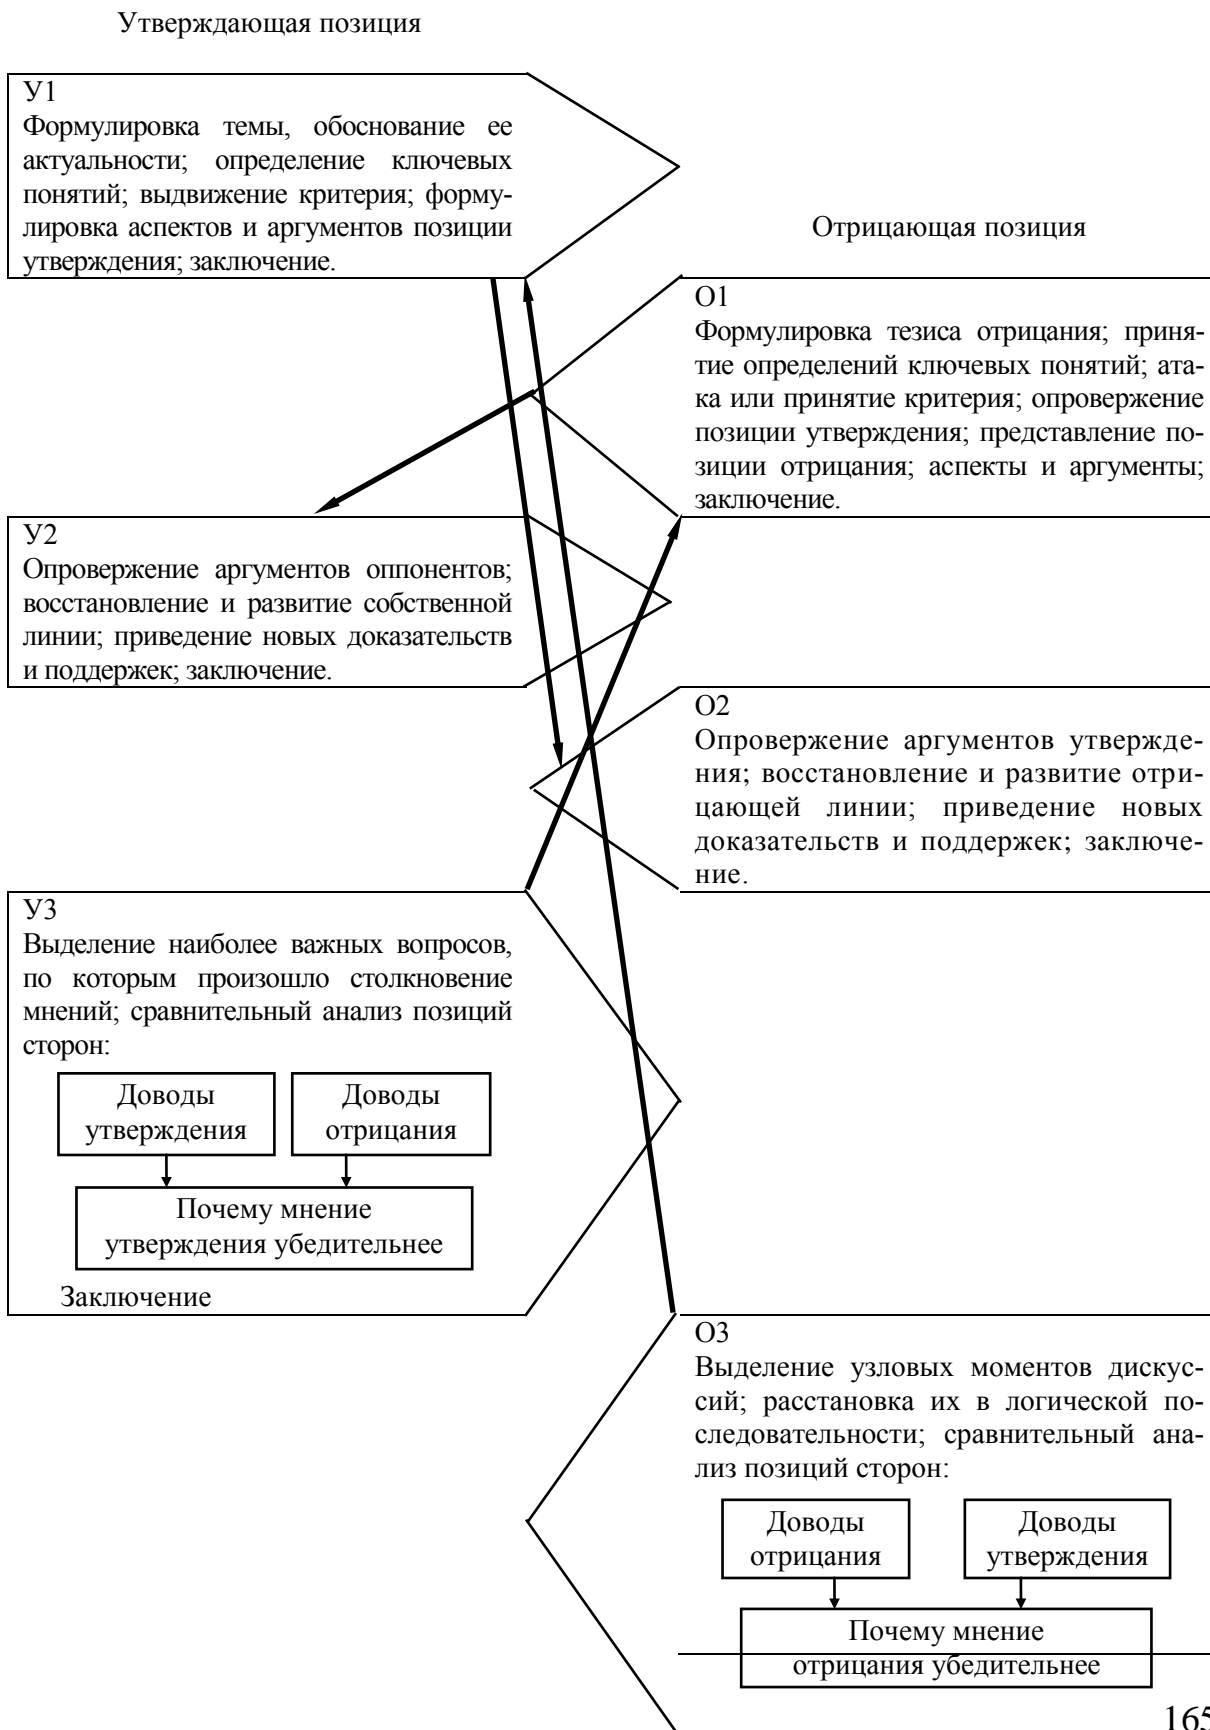 Утверждающая позиция
У1
Формулировка темы, обоснование ее
актуальности; определение ключевых
понятий; выдвижение критерия; форму-
лировка аспектов и аргументов позиции
утверждения; заключение.
Отрицающая позиция
О1
Формулировка тезиса отрицания; приня-
тие определений ключевых понятий; ата-
ка или принятие критерия; опровержение
позиции утверждения; представление по-
зиции отрицания; аспекты и аргументы;
заключение.
У2
Опровержение аргументов оппонентов;
восстановление и развитие собственной
линии; приведение новых доказательств
и поддержек; заключение.
О2
Опровержение аргументов утвержде-
ния; восстановление и развитие отри-
цающей линии; приведение новых
доказательств и поддержек; заключе-
ние.
У3
Выделение наиболее важных вопросов,
по которым произошло столкновение
мнений; сравнительный анализ позиций
сторон:
Доводы
утверждения
Доводы
отрицания
Почему мнение
утверждения убедительнее
Заключение
О3
Выделение узловых моментов дискус-
сий; расстановка их в логической по-
следовательности; сравнительный ана-
лиз позиций сторон:
Доводы
отрицания
Доводы
утверждения
Почему мнение
отрицания убедительнее
165